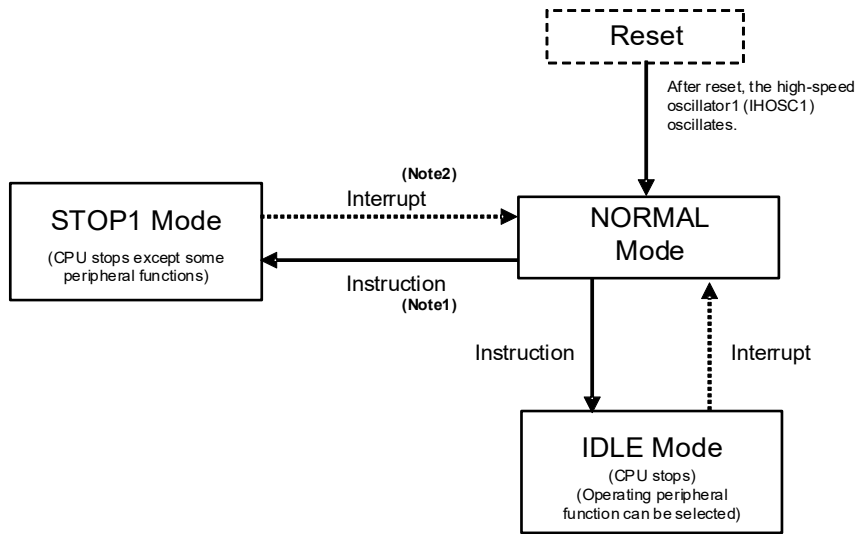 Reset
After reset, the high-speed
oscillator1 (IHOSC1)
oscillates.
(Note2)
Interrupt
STOP1 Mode
(CPU stops except some
peripheral functions)
NORMAL
Mode
Instruction
(Note1)
Instruction
Interrupt
IDLE Mode
(CPU stops)
(Operating peripheral
function can be selected)